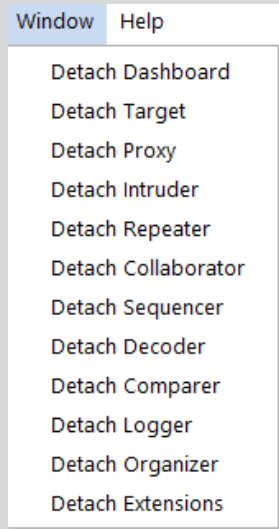 Window Help
Detach Dashboard
Detach Target
Detach Proxy
Detach Intruder
Detach Repeater
Detach Collaborator
Detach Sequencer
Detach Decoder
Detach Comparer
Detach Logger
Detach Organizer
Detach Extensions